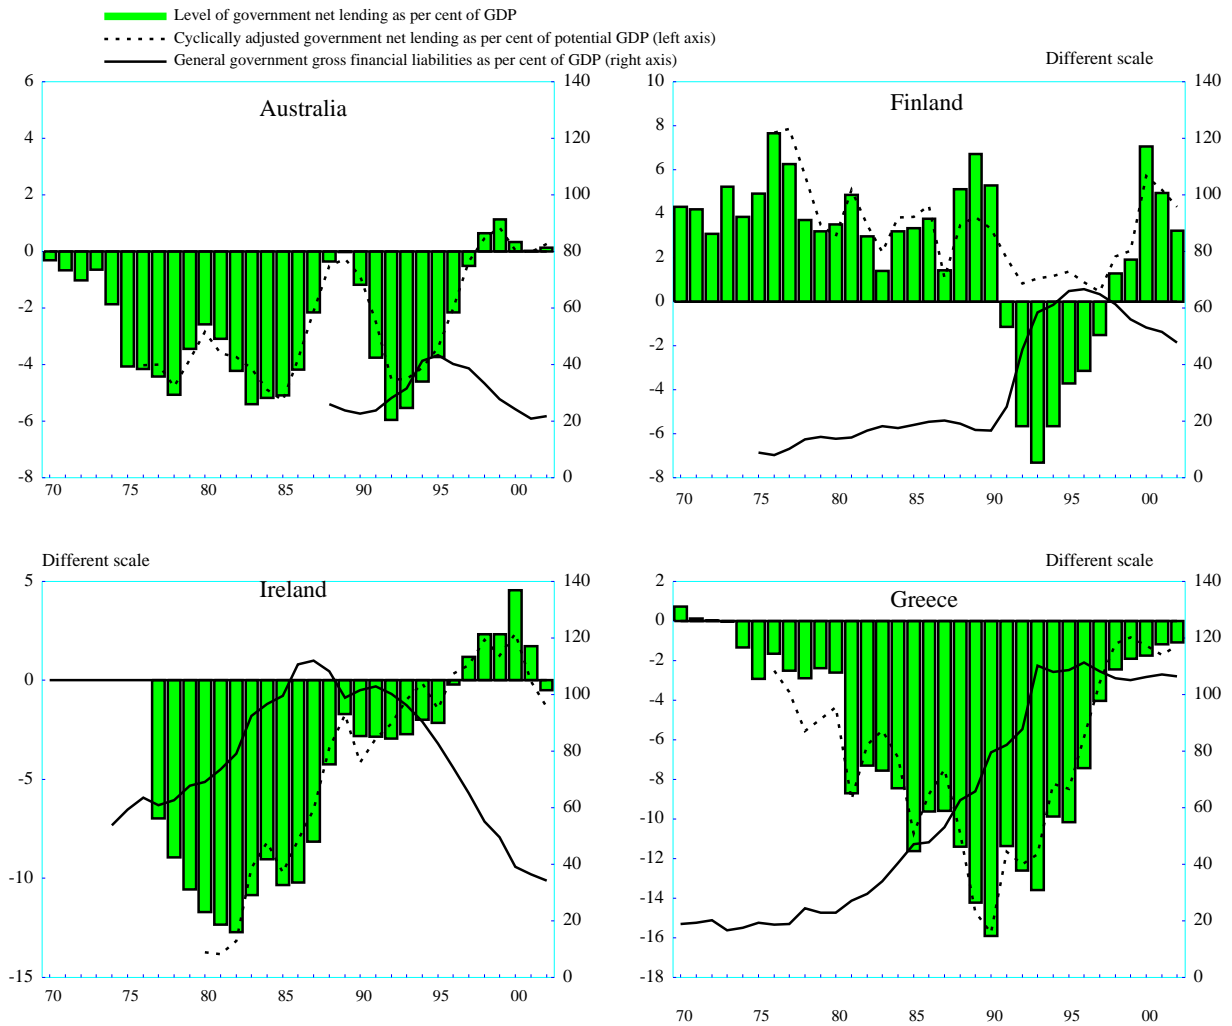 Level of government net lending as per cent of GDP
Cyclically adjusted government net lending as per cent of potential GDP (left axis)
General government gross financial liabilities as per cent of GDP (right axis)
Different scale
6 140 10 140
Australia Finland
4 120 8 120
2 100 6 100
4
0 80 80
2
-2 60 0 60
-2
-4 40 40
-4
-6 20 -6 20
-8 0 -8 0
70 75 80 85 90 95 00 70 75 80 85 90 95 00
Different scale Different scale
5 140 2 140
Ireland Greece
120 0 120
0 100 -2 100
-4
80 -6 80
-5 60 -8 60
-10
-10 40 -12 40
20 -14 20
-16
-15 0 -18 0
70 75 80 85 90 95 00
70 75 80 85 90 95 00